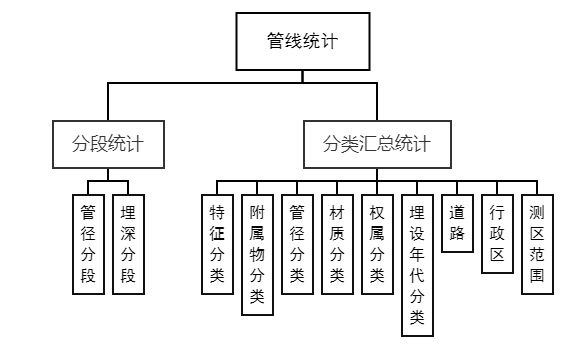 管线统计
分段统计
分类汇总统计
管径分段
埋深分段
特征分类
附属物分类
管径分类
材质分类
权属分类
埋设年代分类
道路
行政区
测区范围